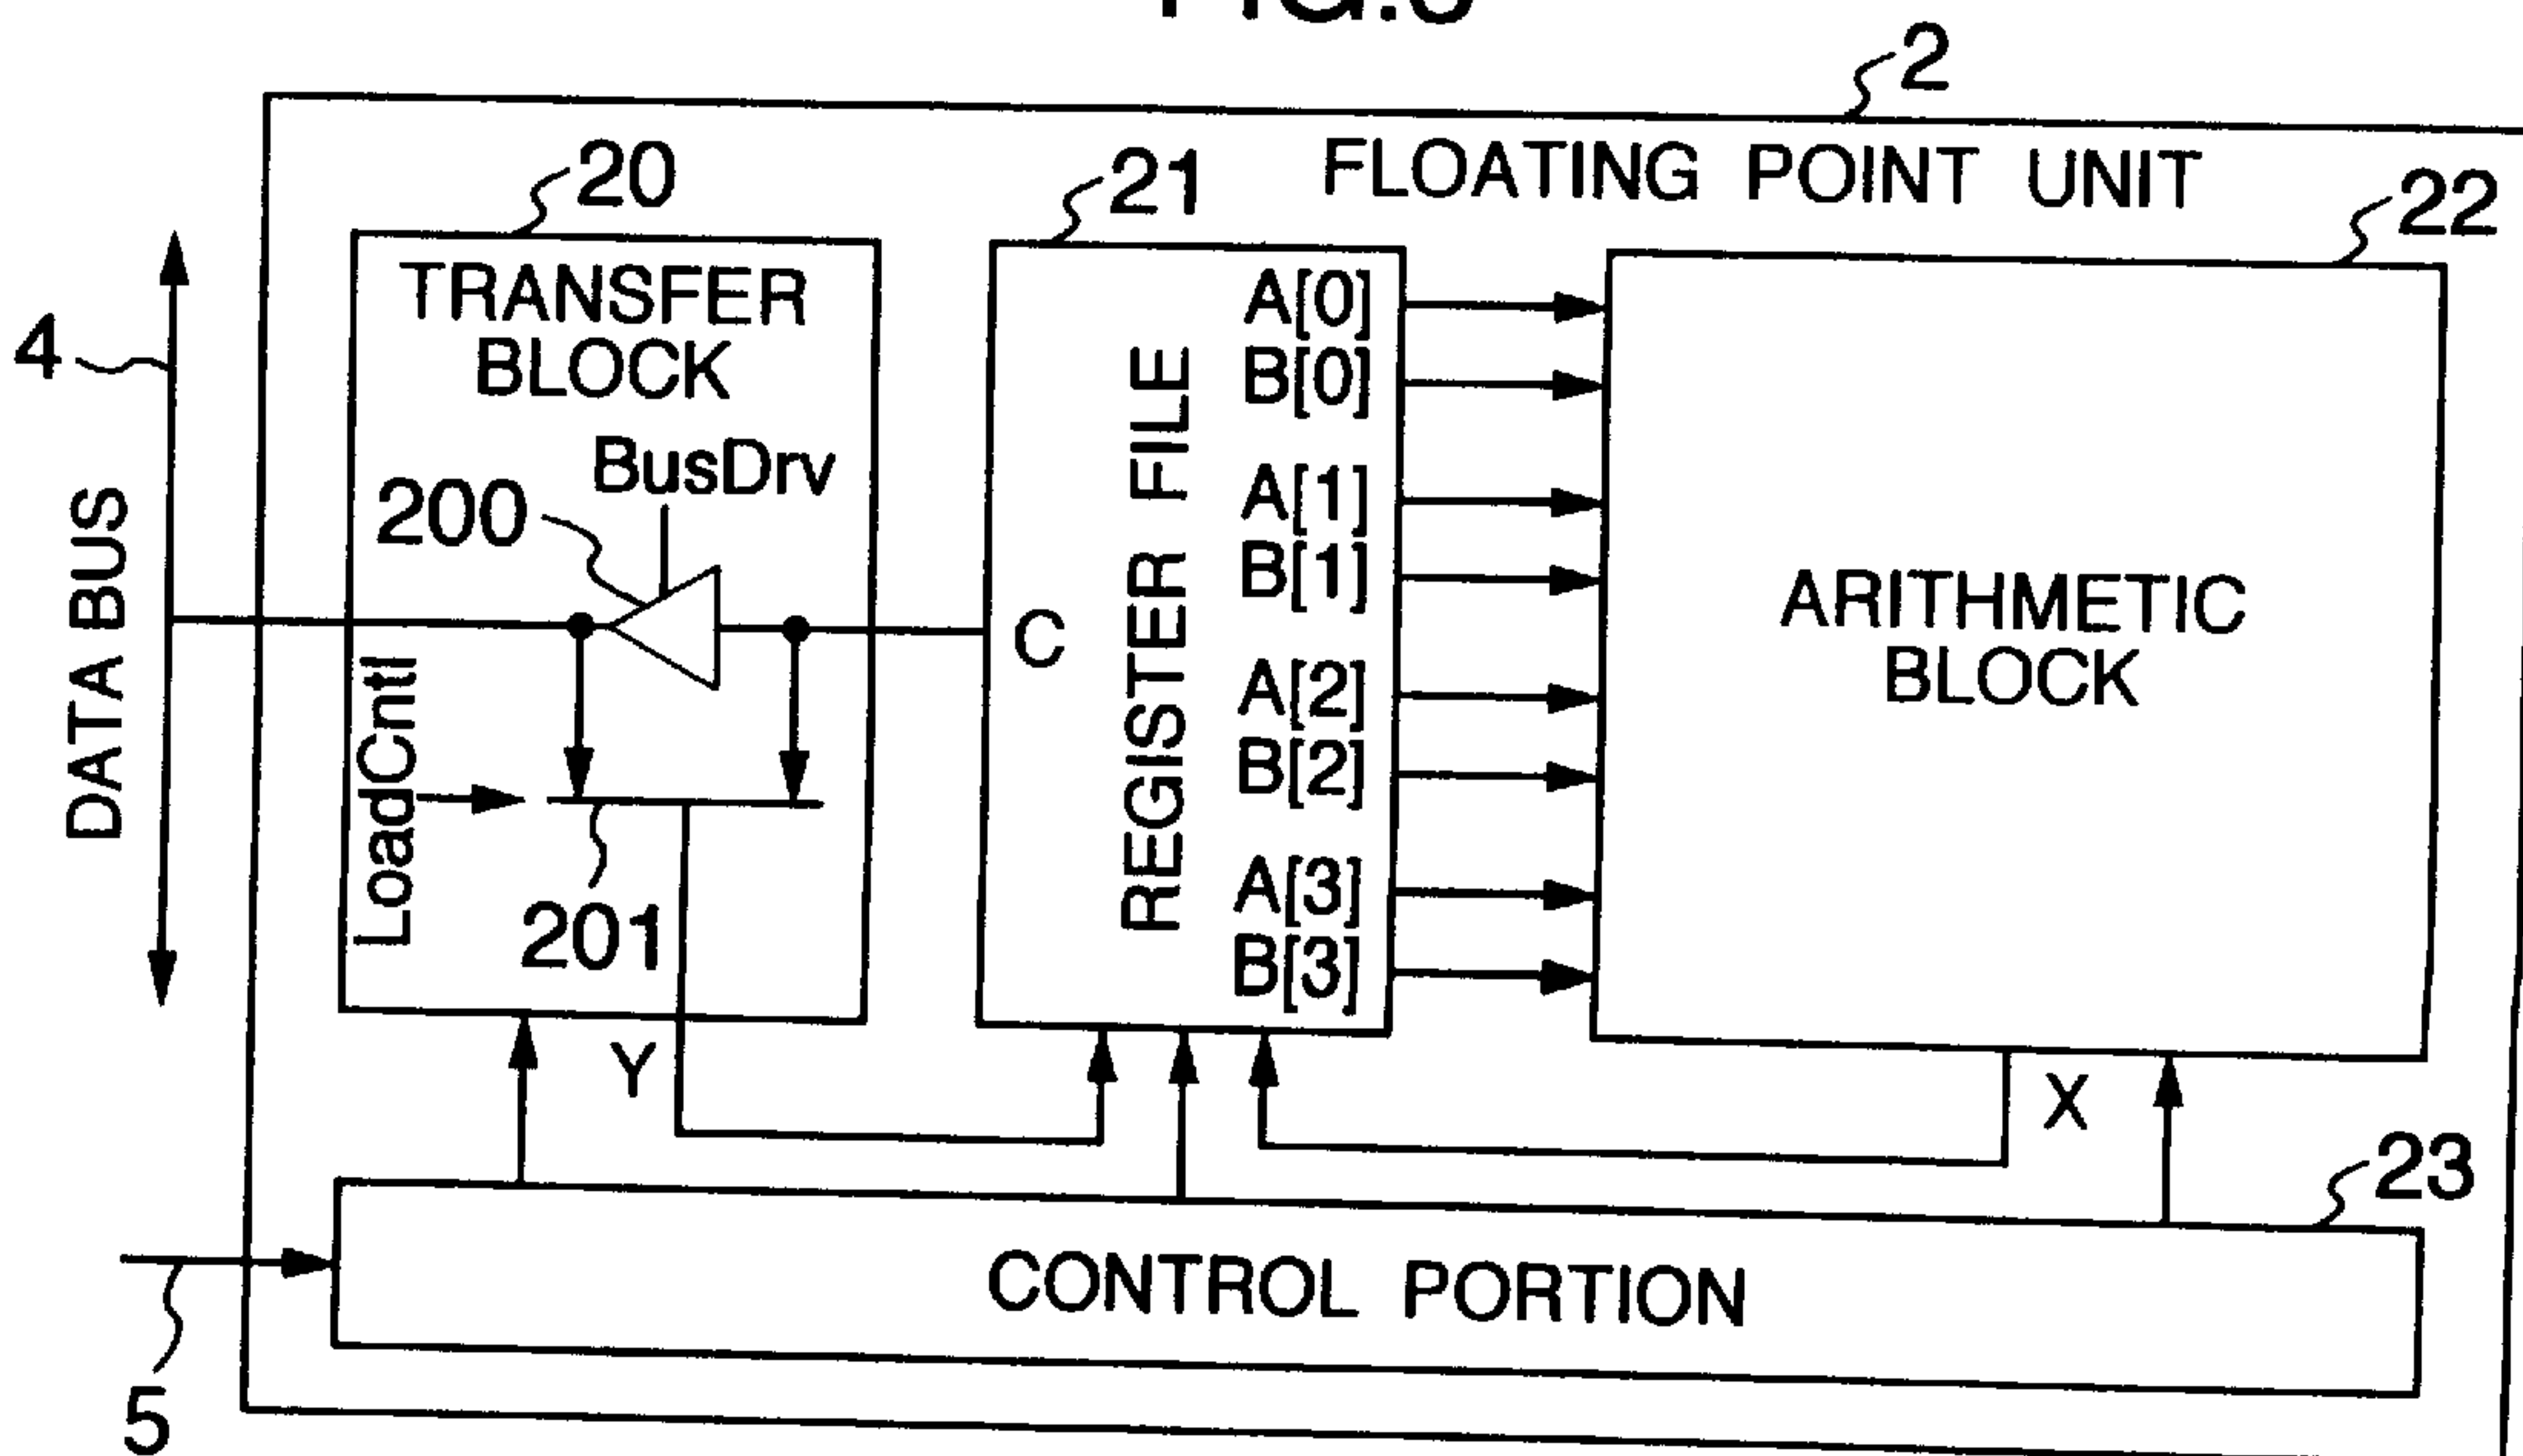 2
FLOATING POINT UNIT
20
21
22
TRANSFER
BLOCK
4
DATA BUS
BusDrv
200
LoadCntl
201
C
REGISTER FILE
A[0]
B[0]
A[1]
B[1]
A[2]
B[2]
A[3]
B[3]
ARITHMETIC
BLOCK
Y
X
23
CONTROL PORTION
5